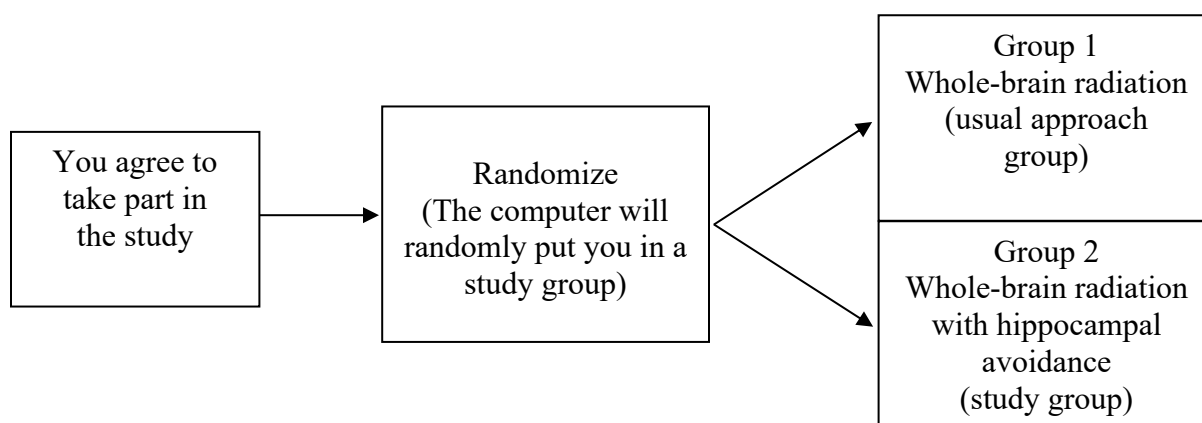 You agree to
take part in
the study
Randomize
(The computer will
randomly put you in a
study group)
Group 1
Whole-brain radiation
(usual approach
group)
Group 2
Whole-brain radiation
with hippocampal
avoidance
(study group)